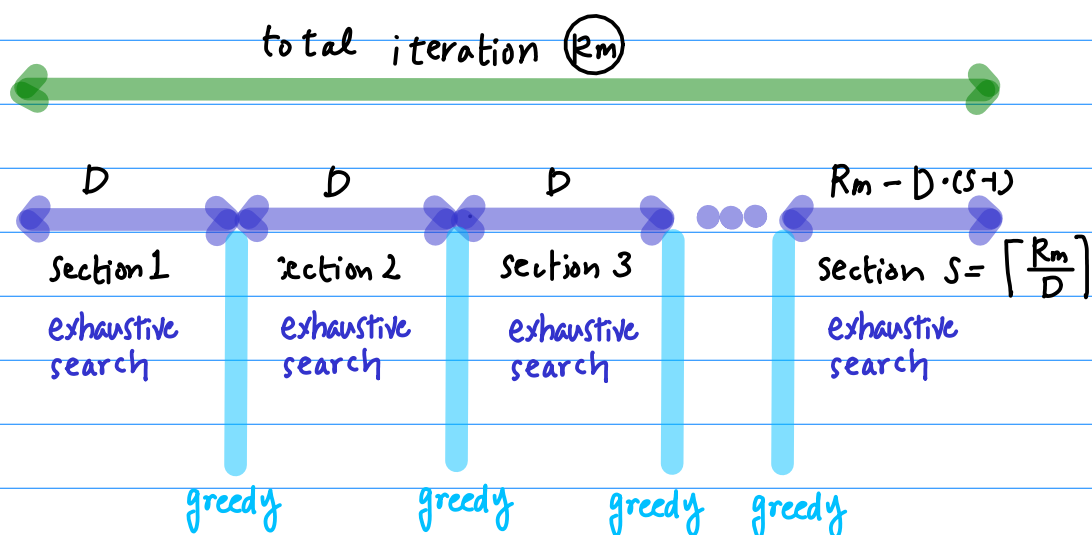 total iteration Rm
D D D Rm - D·(S-1)
section 1 section 2 section 3 section S = ⌈Rm/D⌉
exhaustive exhaustive exhaustive exhaustive
search search search search
greedy greedy greedy greedy